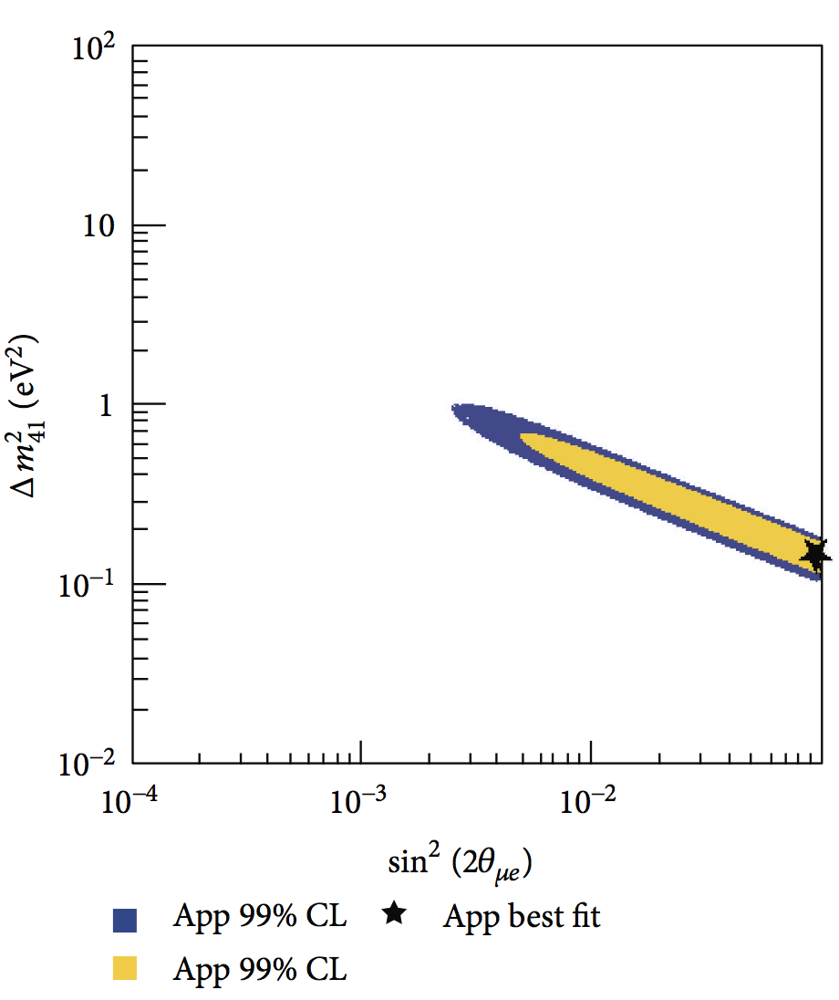 10²
10
1
10⁻¹
10⁻²
Δm²₄₁ (eV²)
10⁻⁴ 10⁻³ 10⁻²
sin² (2θ_μe)
App 99% CL ★ App best fit
App 99% CL